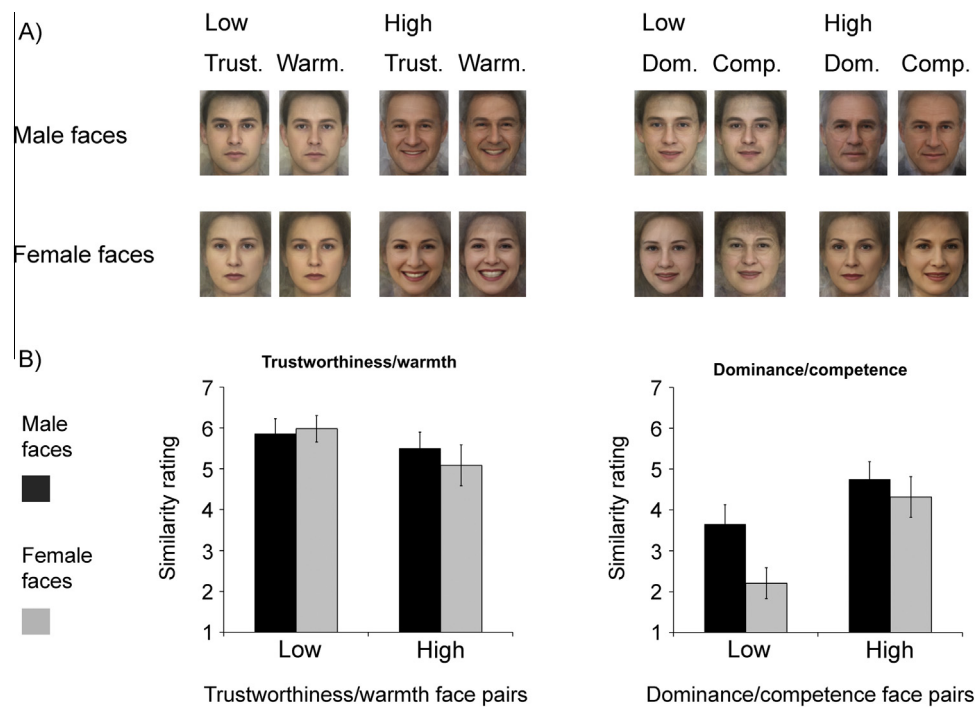 A)
Low High Low High
Trust. Warm. Trust. Warm. Dom. Comp. Dom. Comp.
Male faces
Female faces
B)
Trustworthiness/warmth
Male
faces
Female
faces
Similarity rating
7
6
5
4
3
2
1
Low High
Trustworthiness/warmth face pairs
Dominance/competence
Similarity rating
7
6
5
4
3
2
1
Low High
Dominance/competence face pairs